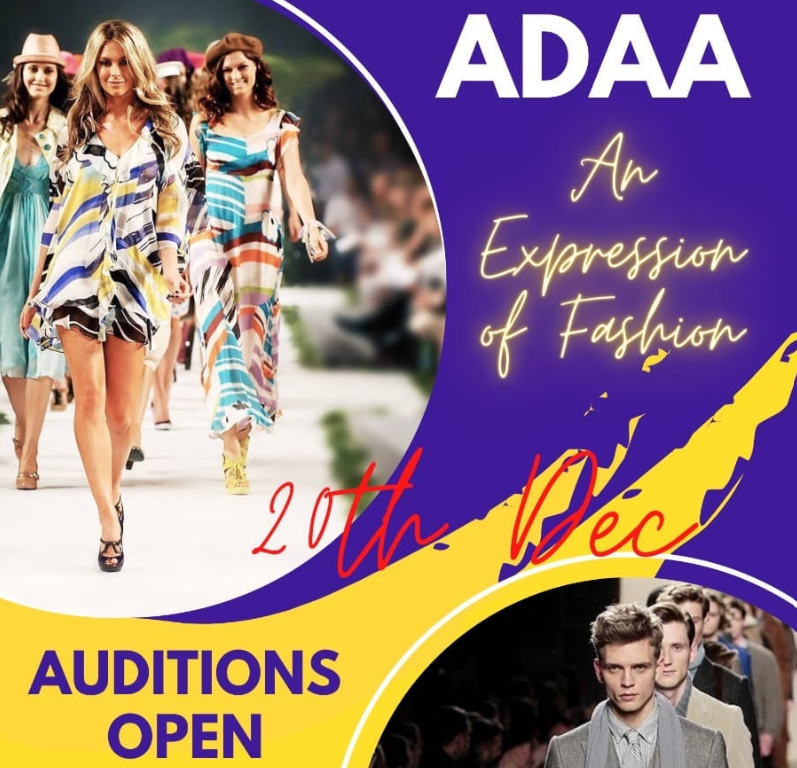 ADAA
An
Expression
of Fashion
20th Dec
AUDITIONS
OPEN